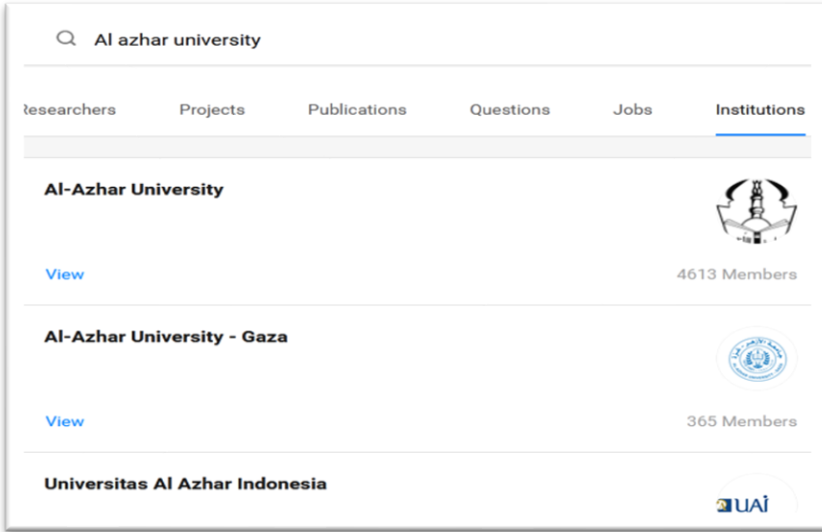 Al azhar university
Researchers Projects Publications Questions Jobs Institutions
Al-Azhar University
View 4613 Members
Al-Azhar University - Gaza
View 365 Members
Universitas Al Azhar Indonesia
UAI